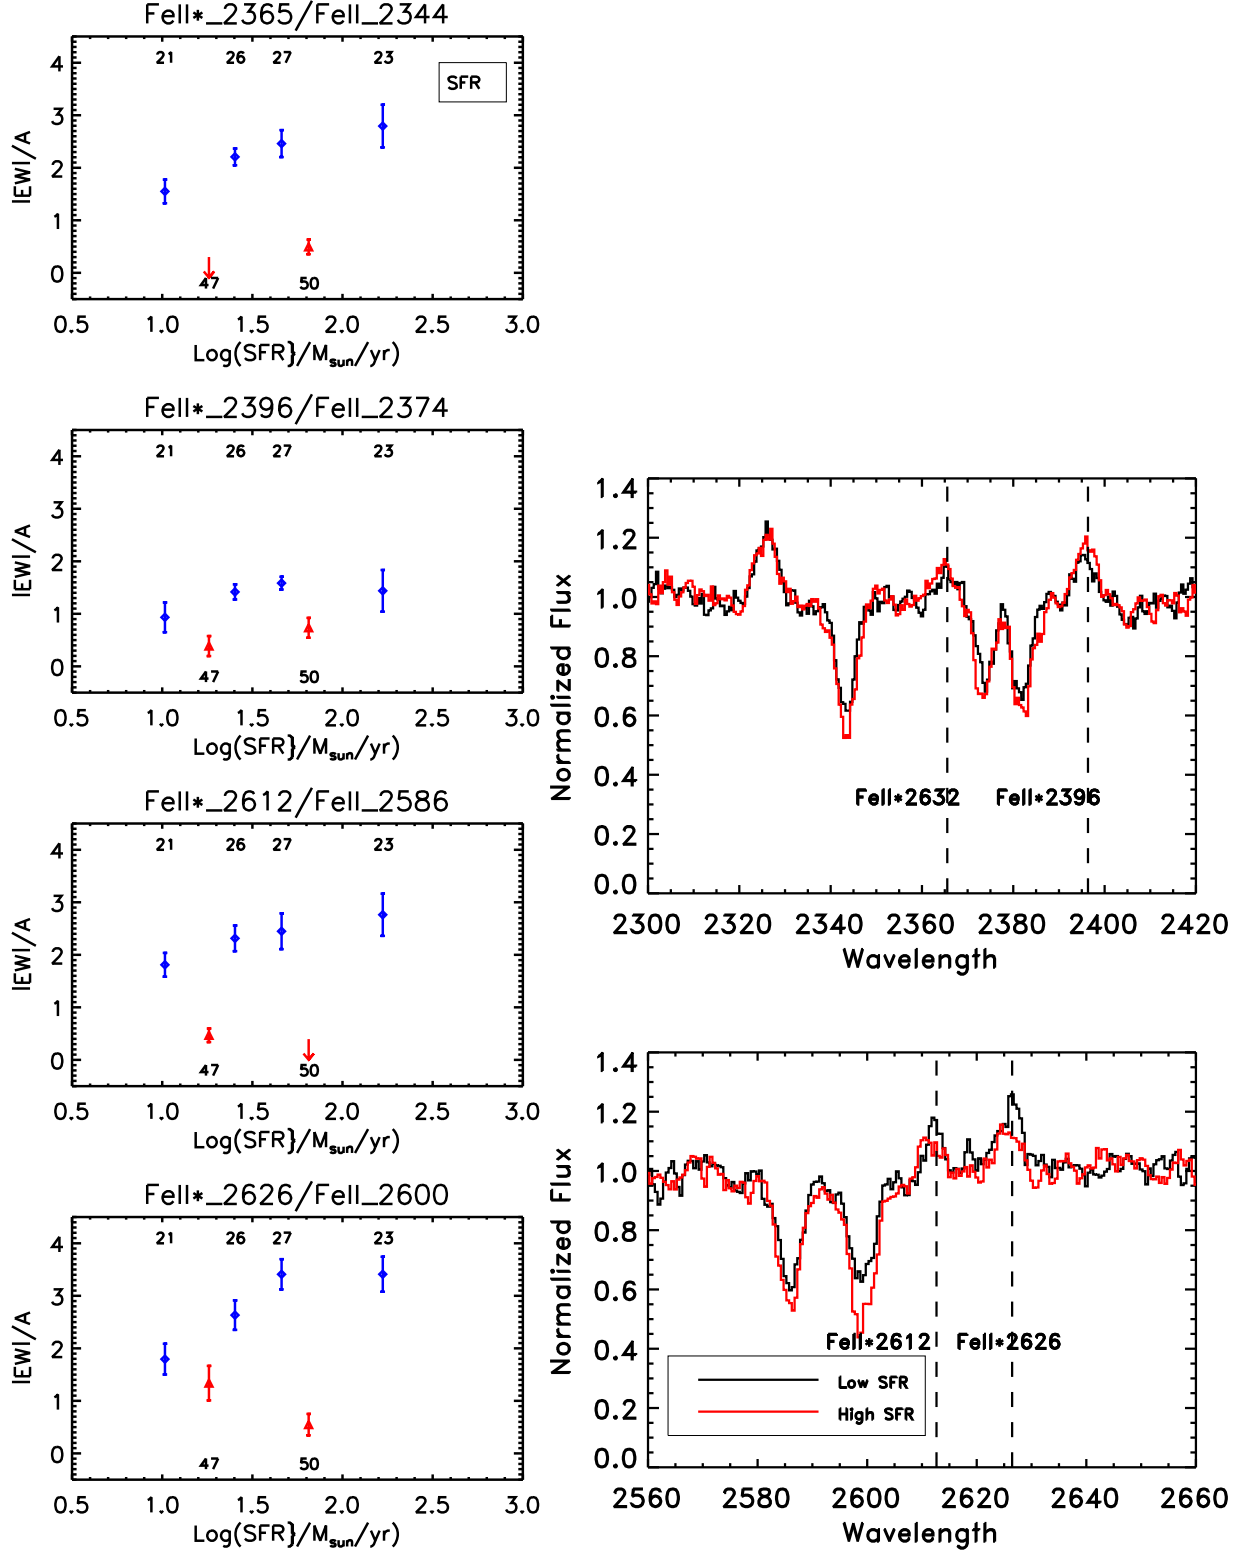 FeII*_2365/FeII_2344
21 26 27 23
SFR
4
3
2
1
0
|EW|/A
47 50
0.5 1.0 1.5 2.0 2.5 3.0
Log(SFR}/Msun/yr)
FeII*_2396/FeII_2374
21 26 27 23
4
3
2
1
0
|EW|/A
47 50
0.5 1.0 1.5 2.0 2.5 3.0
Log(SFR}/Msun/yr)
FeII*_2612/FeII_2586
21 26 27 23
4
3
2
1
0
|EW|/A
47 50
0.5 1.0 1.5 2.0 2.5 3.0
Log(SFR}/Msun/yr)
FeII*_2626/FeII_2600
21 26 27 23
4
3
2
1
0
|EW|/A
47 50
0.5 1.0 1.5 2.0 2.5 3.0
Log(SFR}/Msun/yr)
1.4
1.2
1.0
0.8
0.6
0.4
0.2
0.0
Normalized Flux
FeII*2632 FeII*2396
2300 2320 2340 2360 2380 2400 2420
Wavelength
1.4
1.2
1.0
0.8
0.6
0.4
0.2
0.0
Normalized Flux
FeII*2612 FeII*2626
Low SFR
High SFR
2560 2580 2600 2620 2640 2660
Wavelength